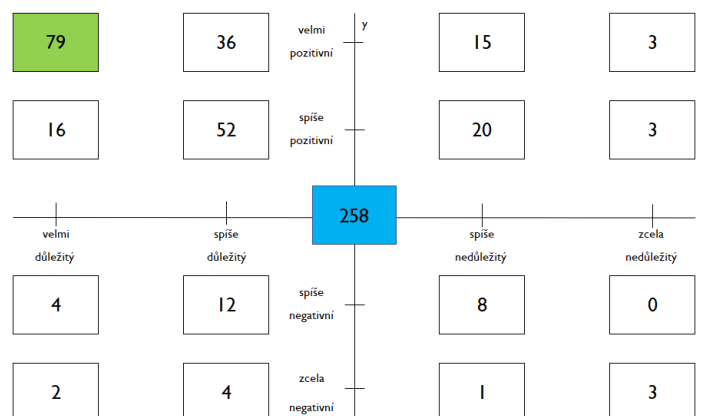 y
79 36 velmi 15 3
pozitivní
16 52 spíše 20 3
pozitivní
258
velmi spíše spíše zcela
důležitý důležitý nedůležitý nedůležitý
4 12 spíše 8 0
negativní
2 4 zcela 1 3
negativní